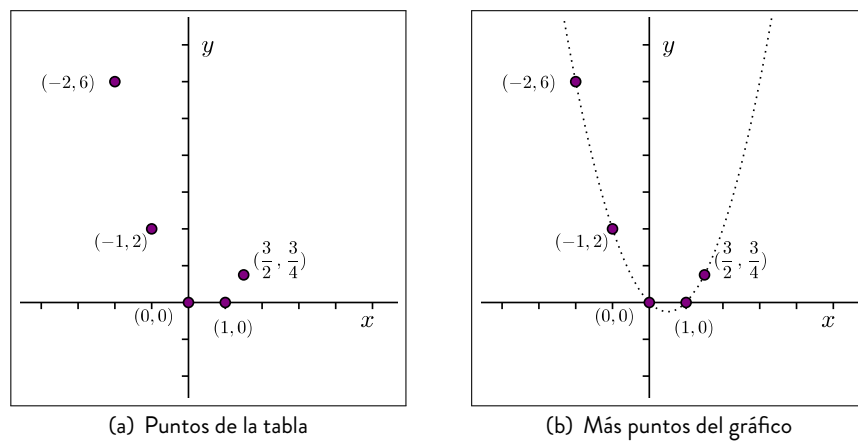 y
(−2, 6)
(−1, 2)
(3/2, 3/4)
(0, 0)
(1, 0)
x
(a) Puntos de la tabla
y
(−2, 6)
(−1, 2)
(3/2, 3/4)
(0, 0)
(1, 0)
x
(b) Más puntos del gráfico